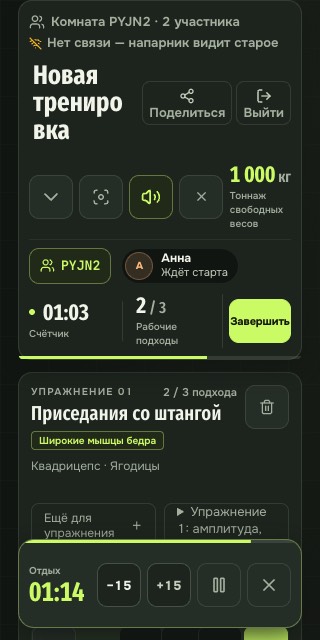 Комната PYJN2 · 2 участника
Нет связи — напарник видит старое
Новая
трениро
вка
Поделиться
Выйти
1 000 кг
Тоннаж
свободных
весов
PYJN2
A
Анна
Ждёт старта
01:03
Счётчик
2 / 3
Рабочие
подходы
Завершить
УПРАЖНЕНИЕ 01
2 / 3 подхода
Приседания со штангой
Широкие мышцы бедра
Квадрицепс · Ягодицы
Ещё для
упражнения
+
Упражнение
1: амплитуда,
Отдых
01:14
−15
+15